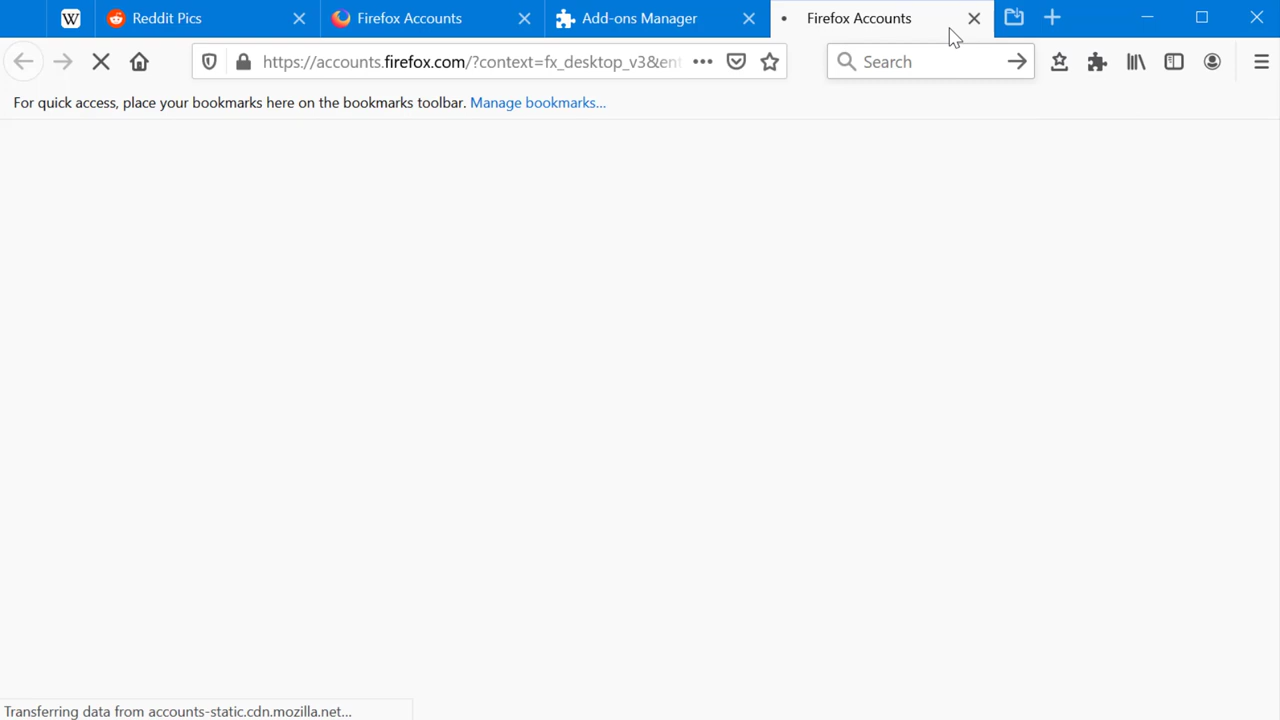 W
Reddit Pics
Firefox Accounts
Add-ons Manager
Firefox Accounts
https://accounts.firefox.com/?context=fx_desktop_v3&ent
Search
For quick access, place your bookmarks here on the bookmarks toolbar. Manage bookmarks...
Transferring data from accounts-static.cdn.mozilla.net...